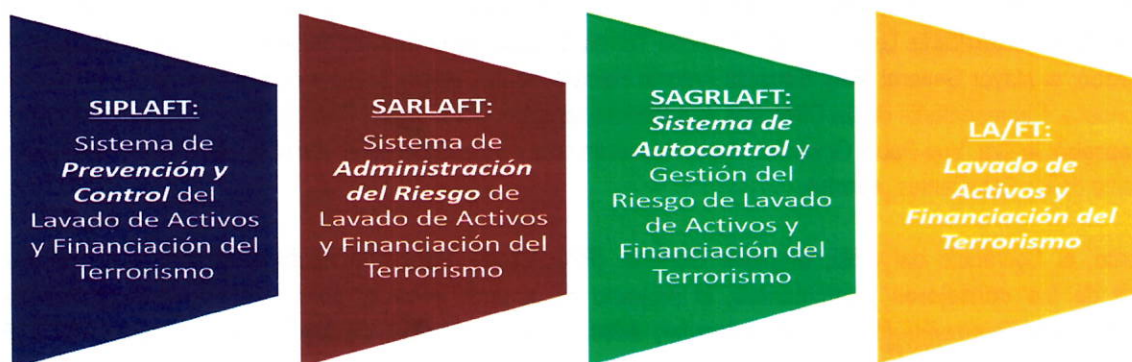 SIPLAFT:
Sistema de
Prevención y
Control del
Lavado de Activos
y Financiación del
Terrorismo
SARLAFT:
Sistema de
Administración
del Riesgo de
Lavado de Activos
y Financiación del
Terrorismo
SAGRLAFT:
Sistema de
Autocontrol y
Gestión del
Riesgo de Lavado
de Activos y
Financiación del
Terrorismo
LA/FT:
Lavado de
Activos y
Financiación del
Terrorismo